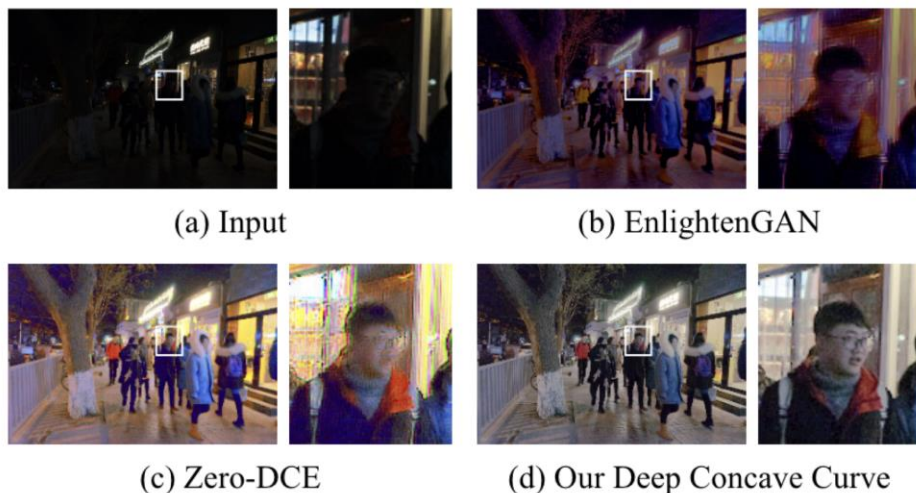 (a) Input
(b) EnlightenGAN
(c) Zero-DCE
(d) Our Deep Concave Curve